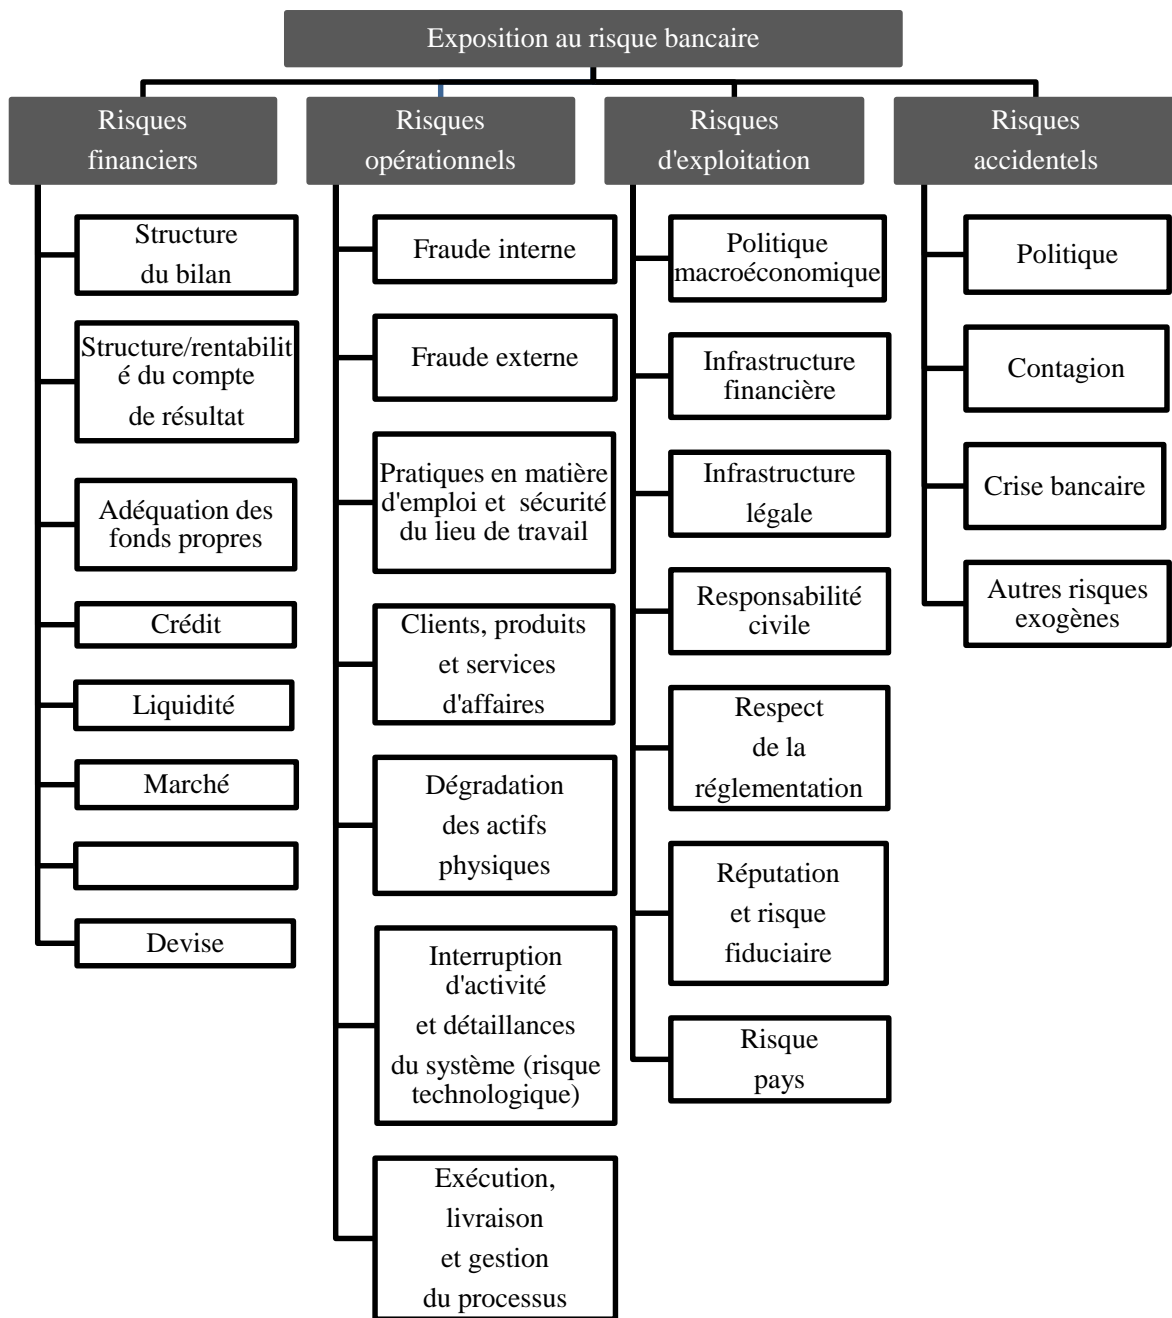 Exposition au risque bancaire
Risques
financiers
Structure
du bilan
Structure/rentabilit
é du compte
de résultat
Adéquation des
fonds propres
Crédit
Liquidité
Marché
Devise
Risques
opérationnels
Fraude interne
Fraude externe
Pratiques en matière
d'emploi et sécurité
du lieu de travail
Clients, produits
et services
d'affaires
Dégradation
des actifs
physiques
Interruption
d'activité
et détaillances
du système (risque
technologique)
Exécution,
livraison
et gestion
du processus
Risques
d'exploitation
Politique
macroéconomique
Infrastructure
financière
Infrastructure
légale
Responsabilité
civile
Respect
de la
réglementation
Réputation
et risque
fiduciaire
Risque
pays
Risques
accidentels
Politique
Contagion
Crise bancaire
Autres risques
exogènes